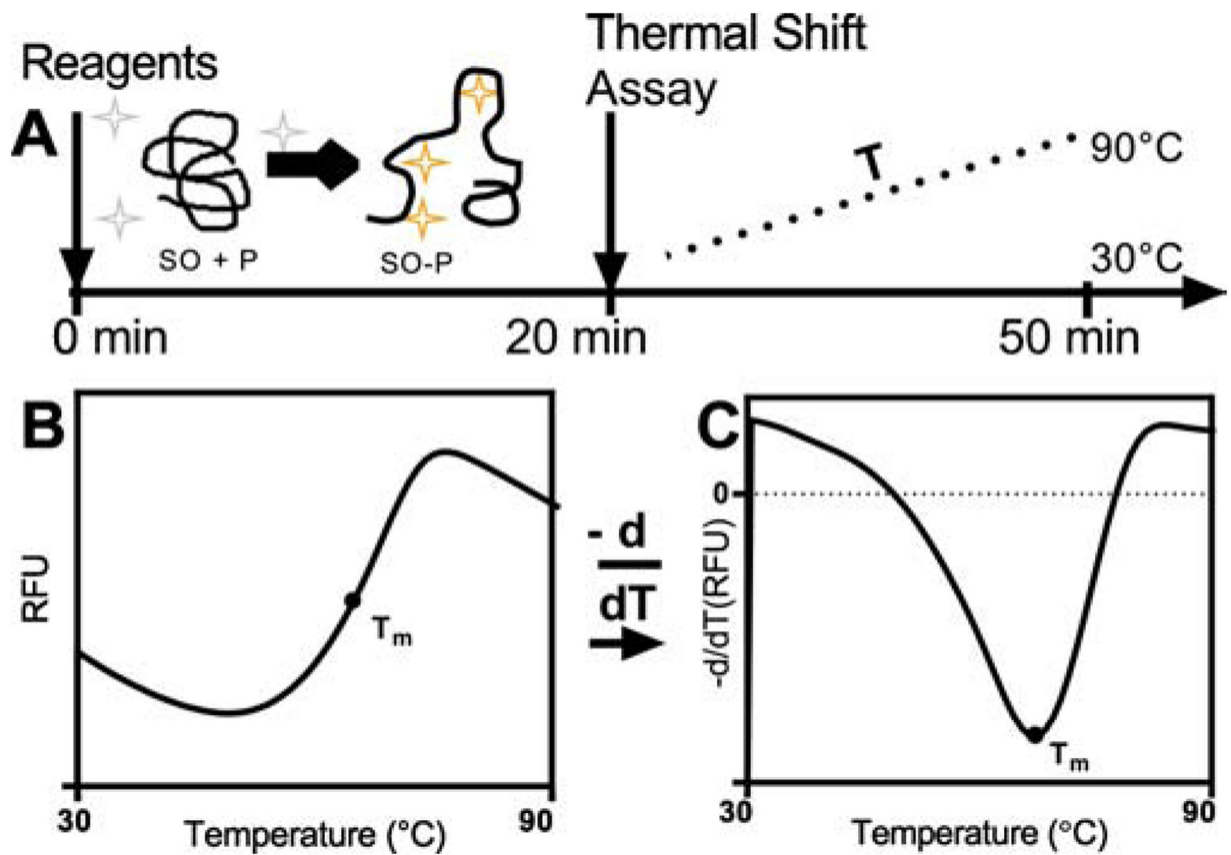 Reagents
Thermal Shift
Assay
A
T
90°C
30°C
SO + P
SO-P
0 min
20 min
50 min
B
RFU
Tm
30
90
Temperature (°C)
- d
dT
C
0
-d/dT(RFU)
Tm
30
90
Temperature (°C)